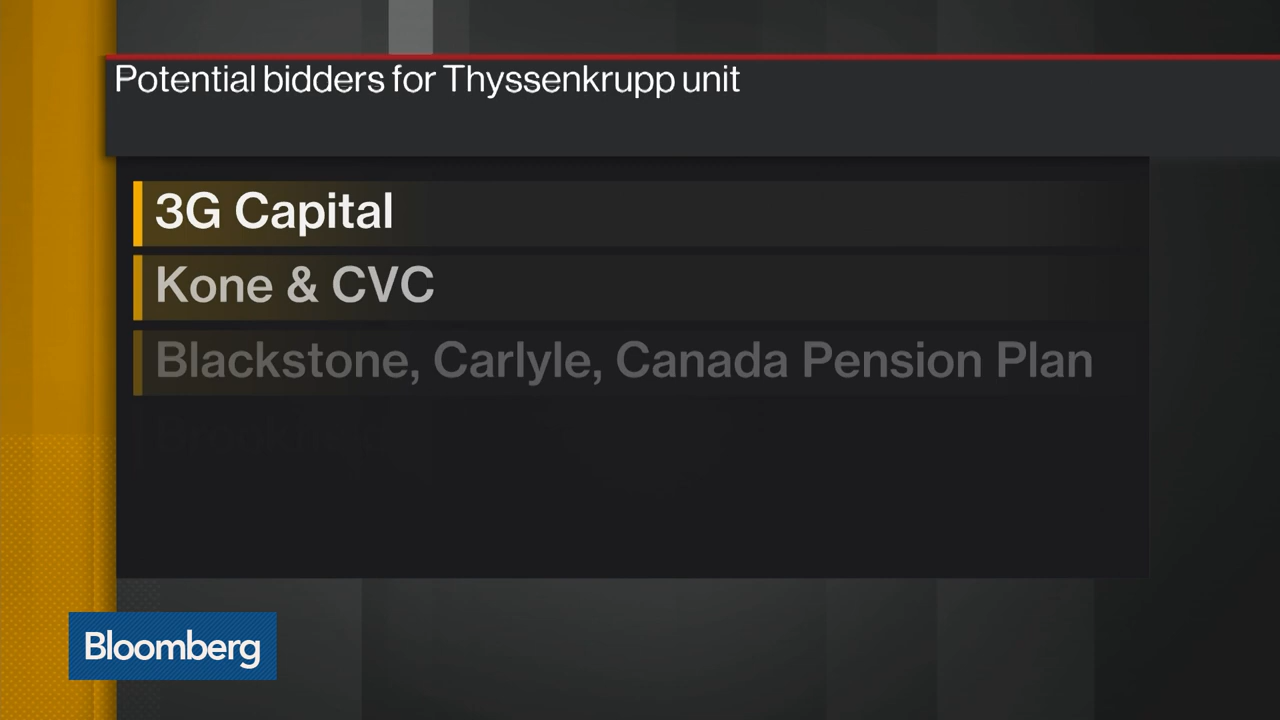 Potential bidders for Thyssenkrupp unit
3G Capital
Kone & CVC
Blackstone, Carlyle, Canada Pension Plan
Bloomberg